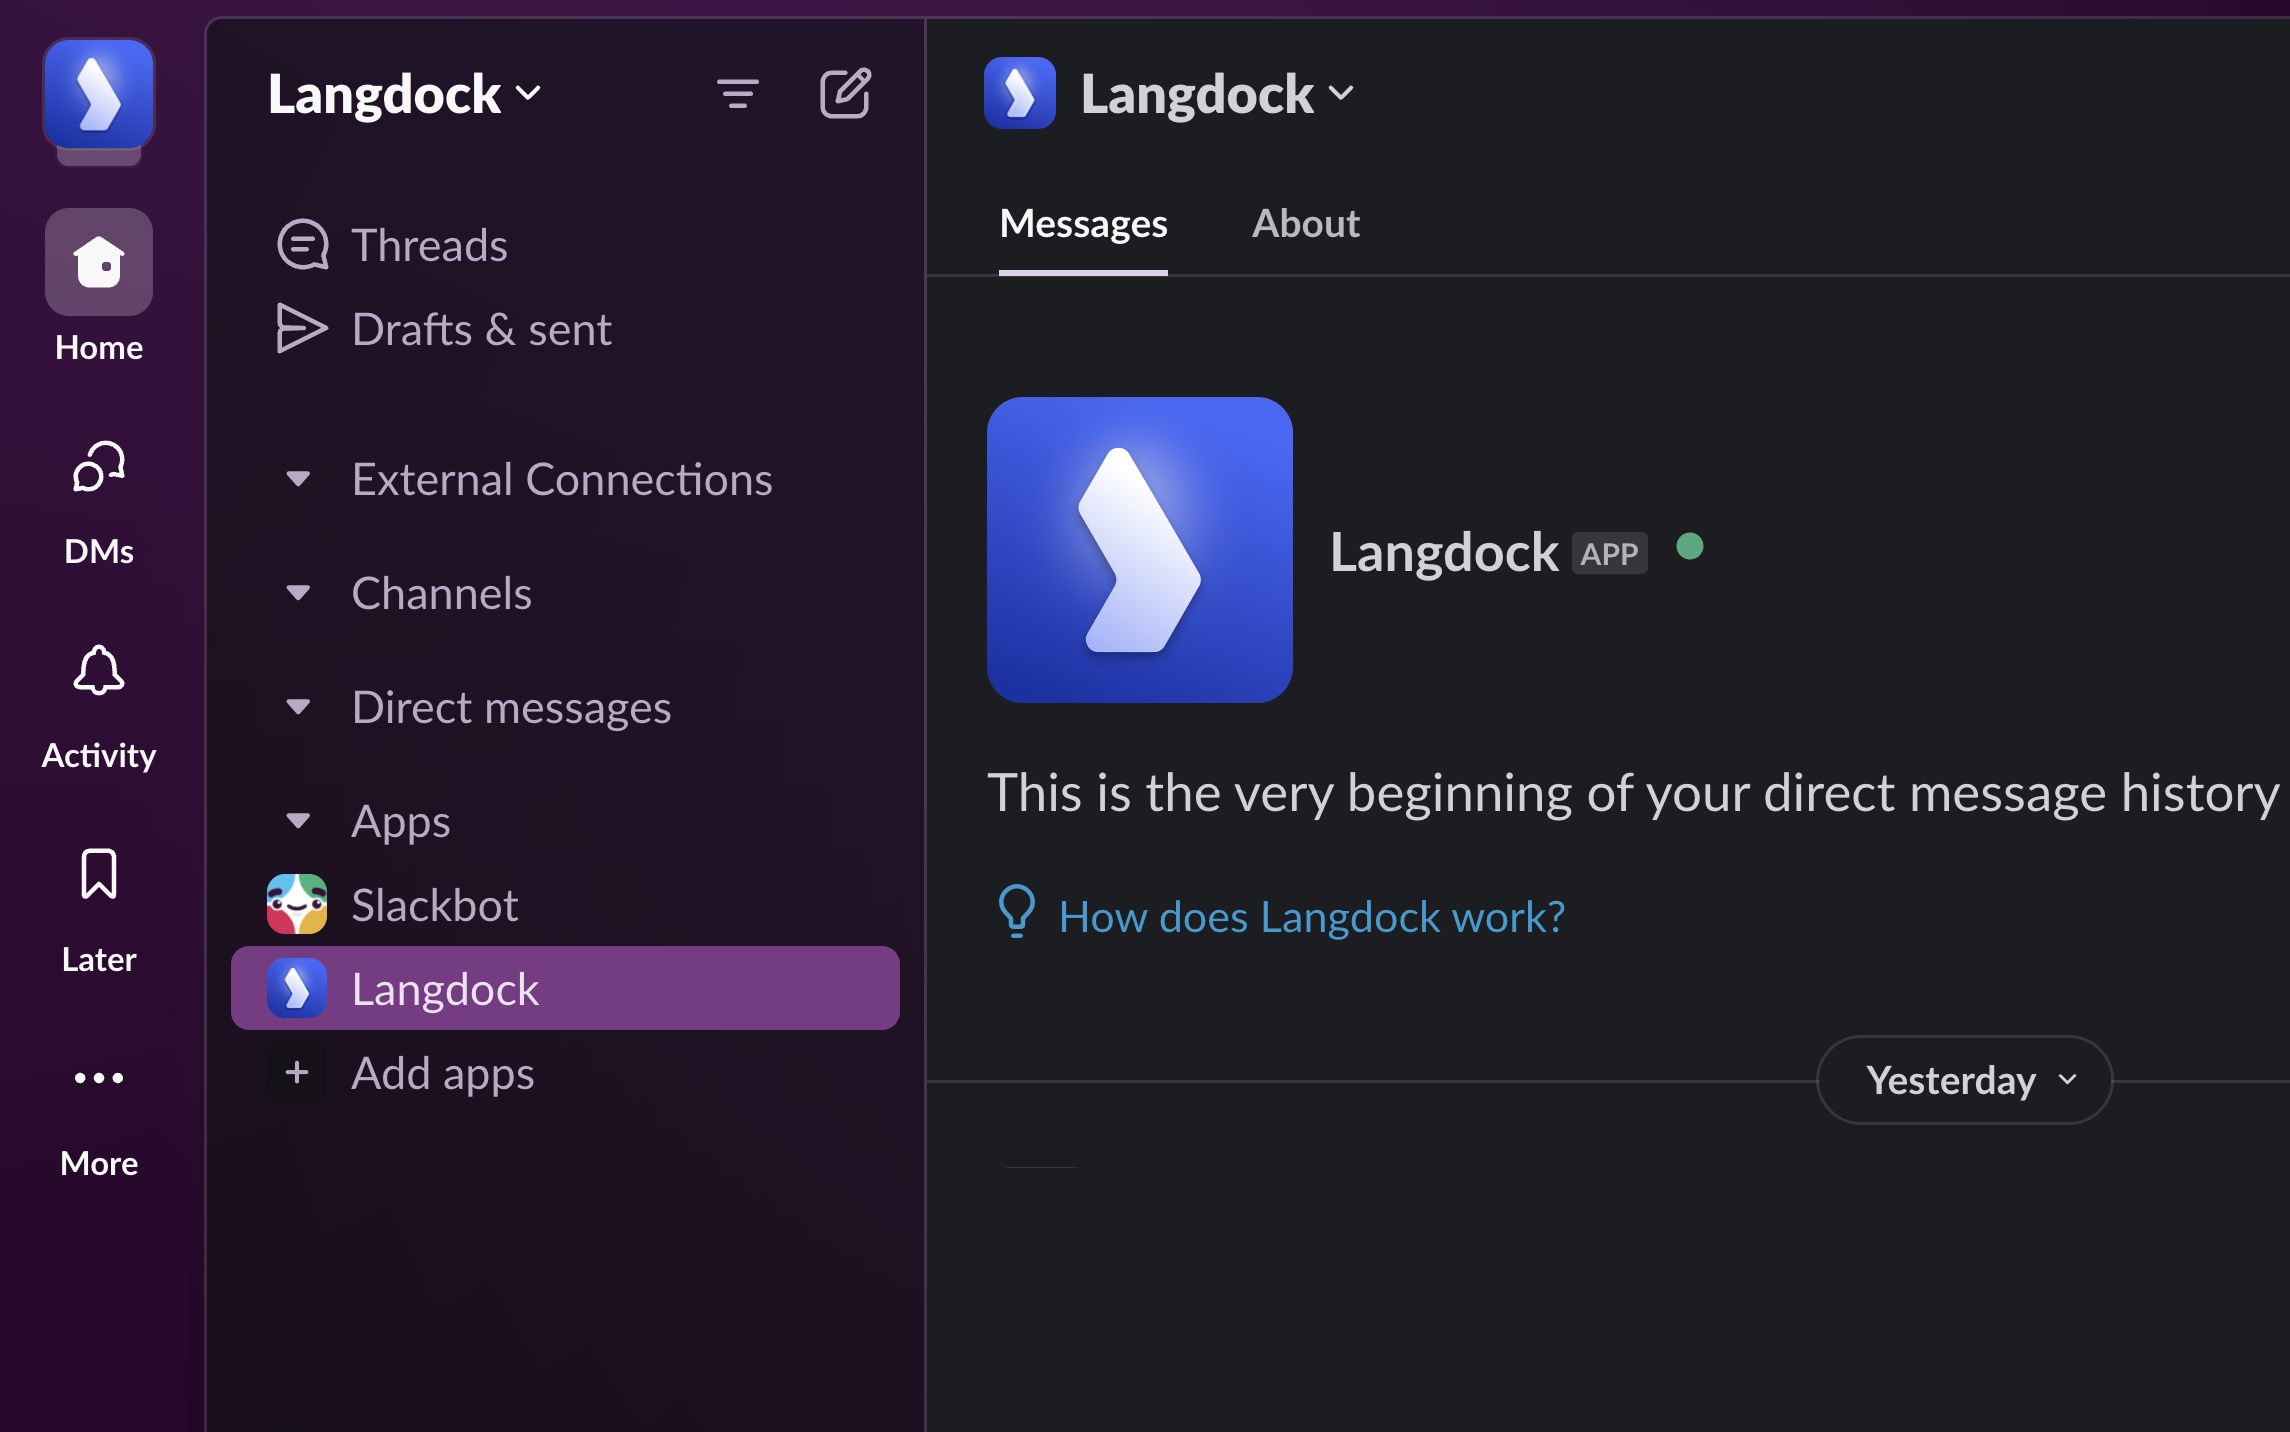 Home
DMs
Activity
Later
More
Langdock
Threads
Drafts & sent
External Connections
Channels
Direct messages
Apps
Slackbot
Langdock
Add apps
Langdock
Messages About
Langdock APP
This is the very beginning of your direct message history
How does Langdock work?
Yesterday